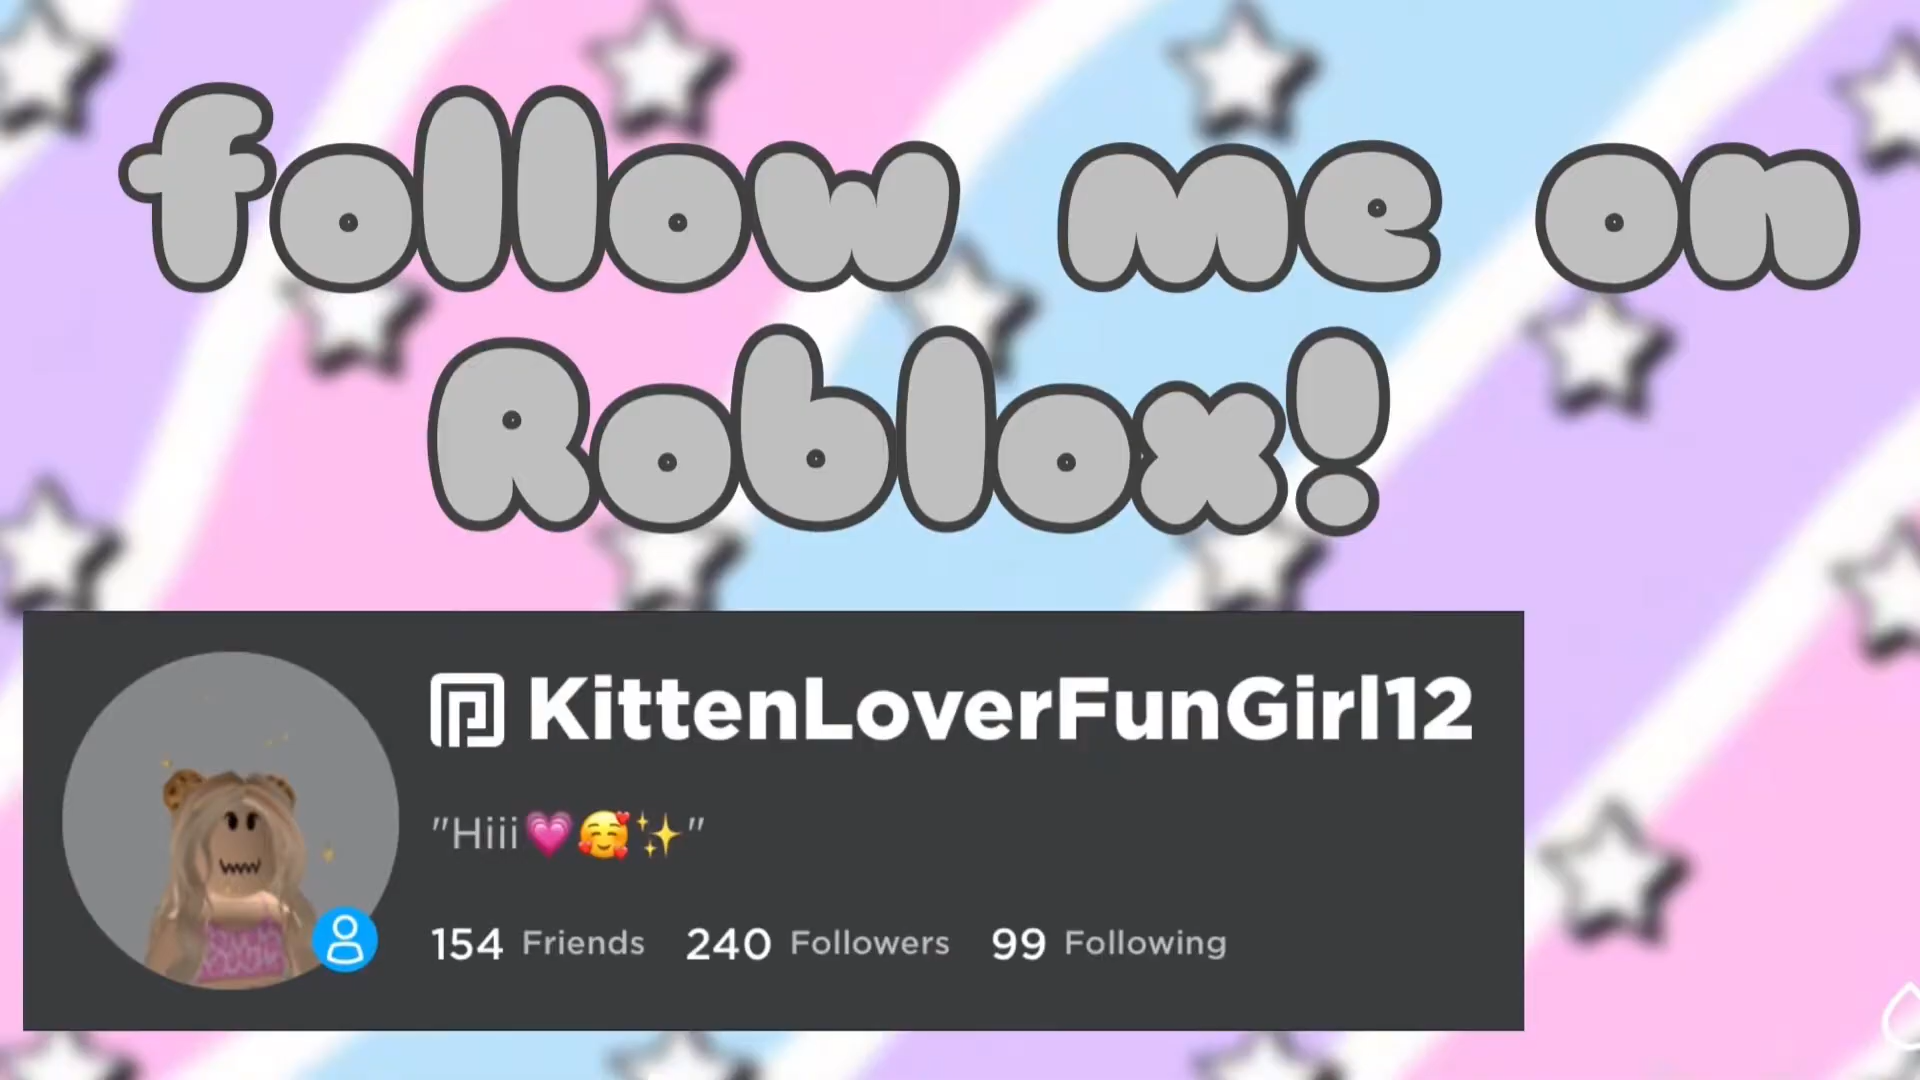 follow me on
Roblox!
KittenLoverFunGirl12
"Hiii💗🥰✨"
154 Friends 240 Followers 99 Following